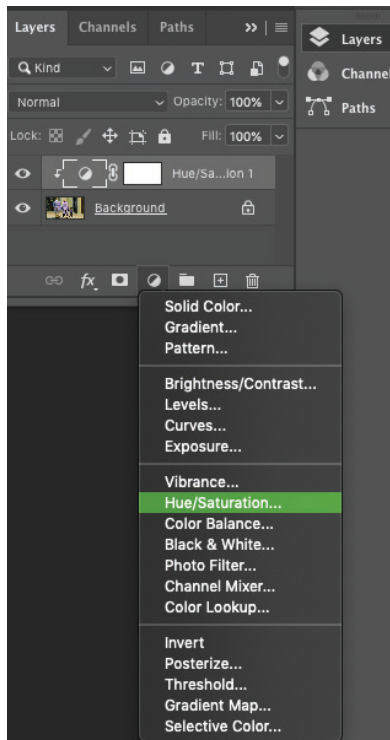 Layers Channels Paths
Layers
Kind T
Channel
Normal Opacity: 100%
Paths
Lock: Fill: 100%
Hue/Sa...ion 1
Background
fx
Solid Color...
Gradient...
Pattern...
Brightness/Contrast...
Levels...
Curves...
Exposure...
Vibrance...
Hue/Saturation...
Color Balance...
Black & White...
Photo Filter...
Channel Mixer...
Color Lookup...
Invert
Posterize...
Threshold...
Gradient Map...
Selective Color...